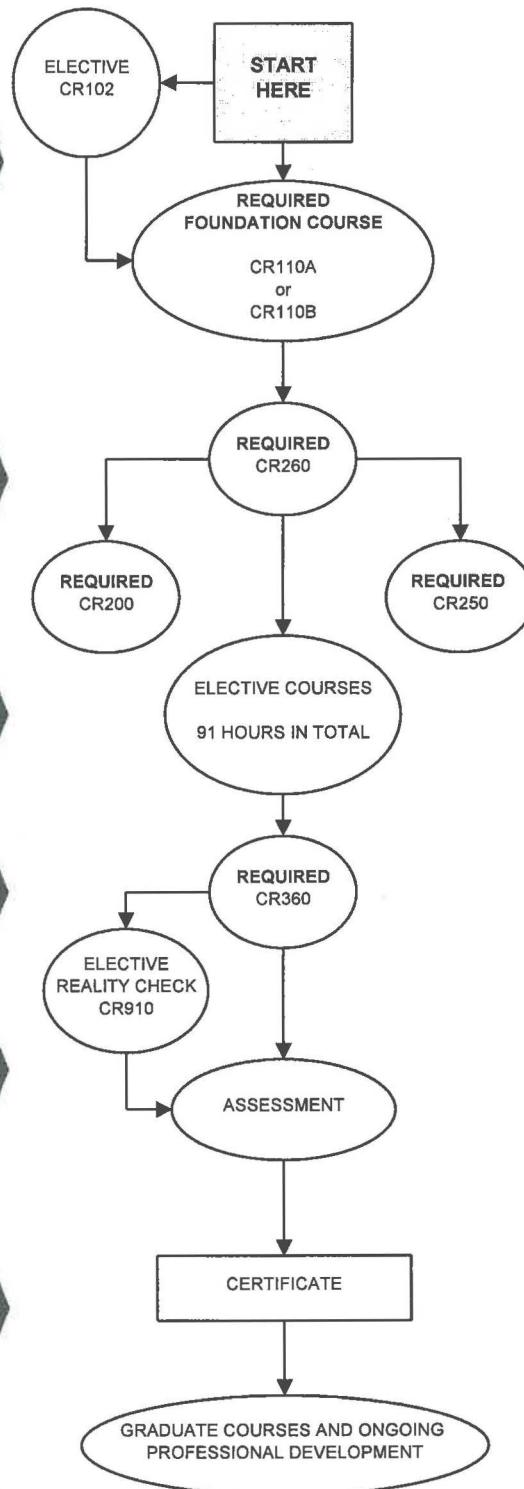 ELECTIVE
CR102
START
HERE
REQUIRED
FOUNDATION COURSE
CR110A
or
CR110B
REQUIRED
CR260
REQUIRED
CR200
REQUIRED
CR250
ELECTIVE COURSES
91 HOURS IN TOTAL
REQUIRED
CR360
ELECTIVE
REALITY CHECK
CR910
ASSESSMENT
CERTIFICATE
GRADUATE COURSES AND ONGOING
PROFESSIONAL DEVELOPMENT